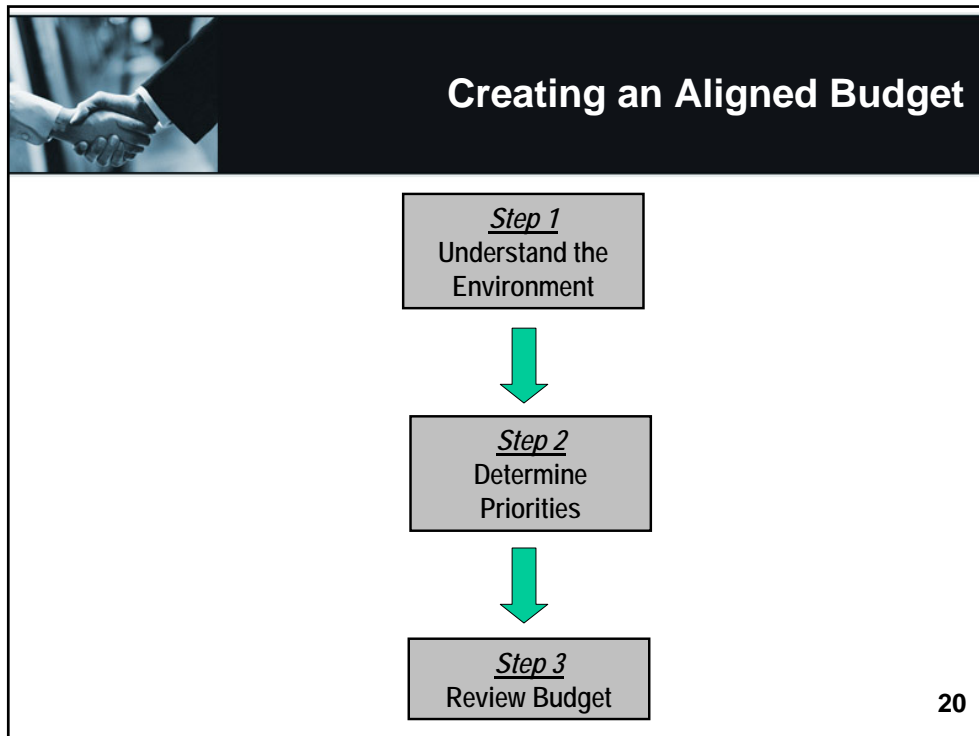 Creating an Aligned Budget
Step 1
Understand the
Environment
Step 2
Determine
Priorities
Step 3
Review Budget
20